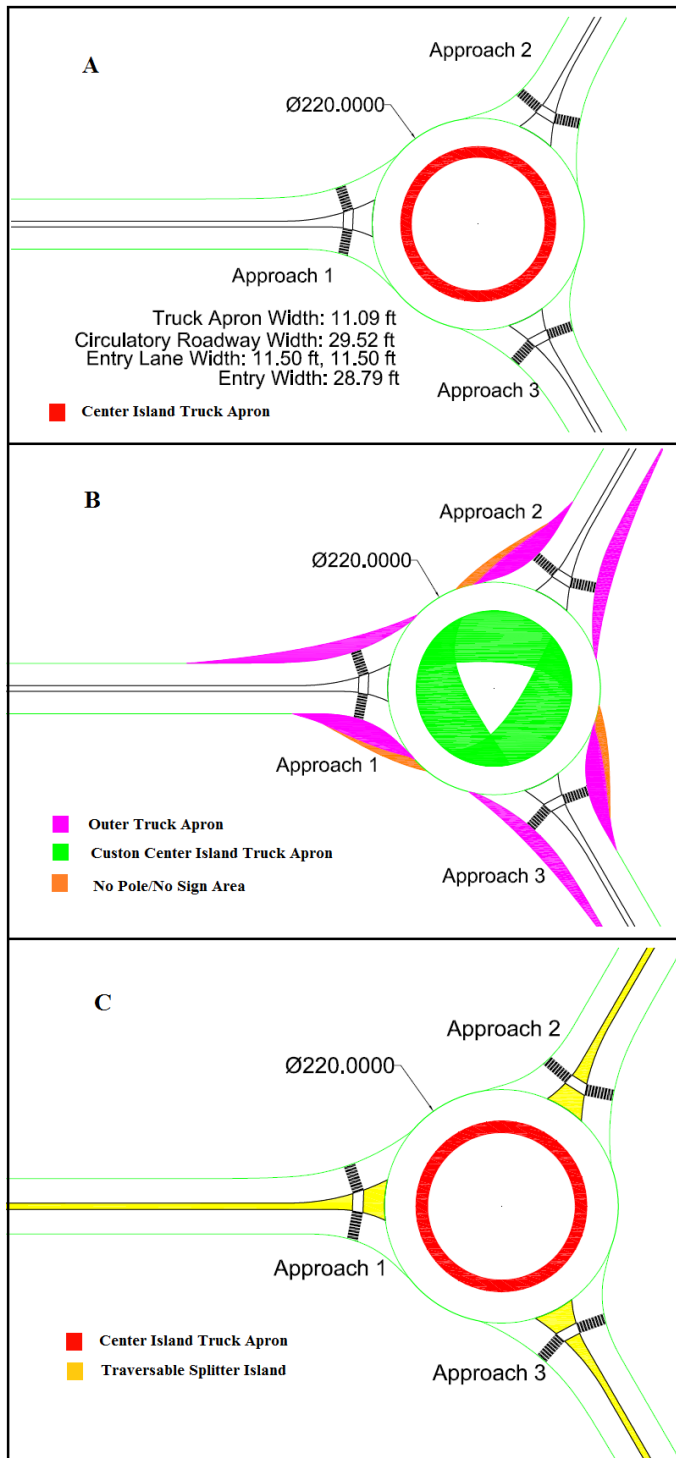 A
Approach 2
Ø220.0000
Approach 1
Truck Apron Width: 11.09 ft
Circulatory Roadway Width: 29.52 ft
Entry Lane Width: 11.50 ft, 11.50 ft
Entry Width: 28.79 ft
Approach 3
Center Island Truck Apron
B
Approach 2
Ø220.0000
Approach 1
Outer Truck Apron
Custon Center Island Truck Apron
Approach 3
No Pole/No Sign Area
C
Approach 2
Ø220.0000
Approach 1
Center Island Truck Apron
Traversable Splitter Island
Approach 3